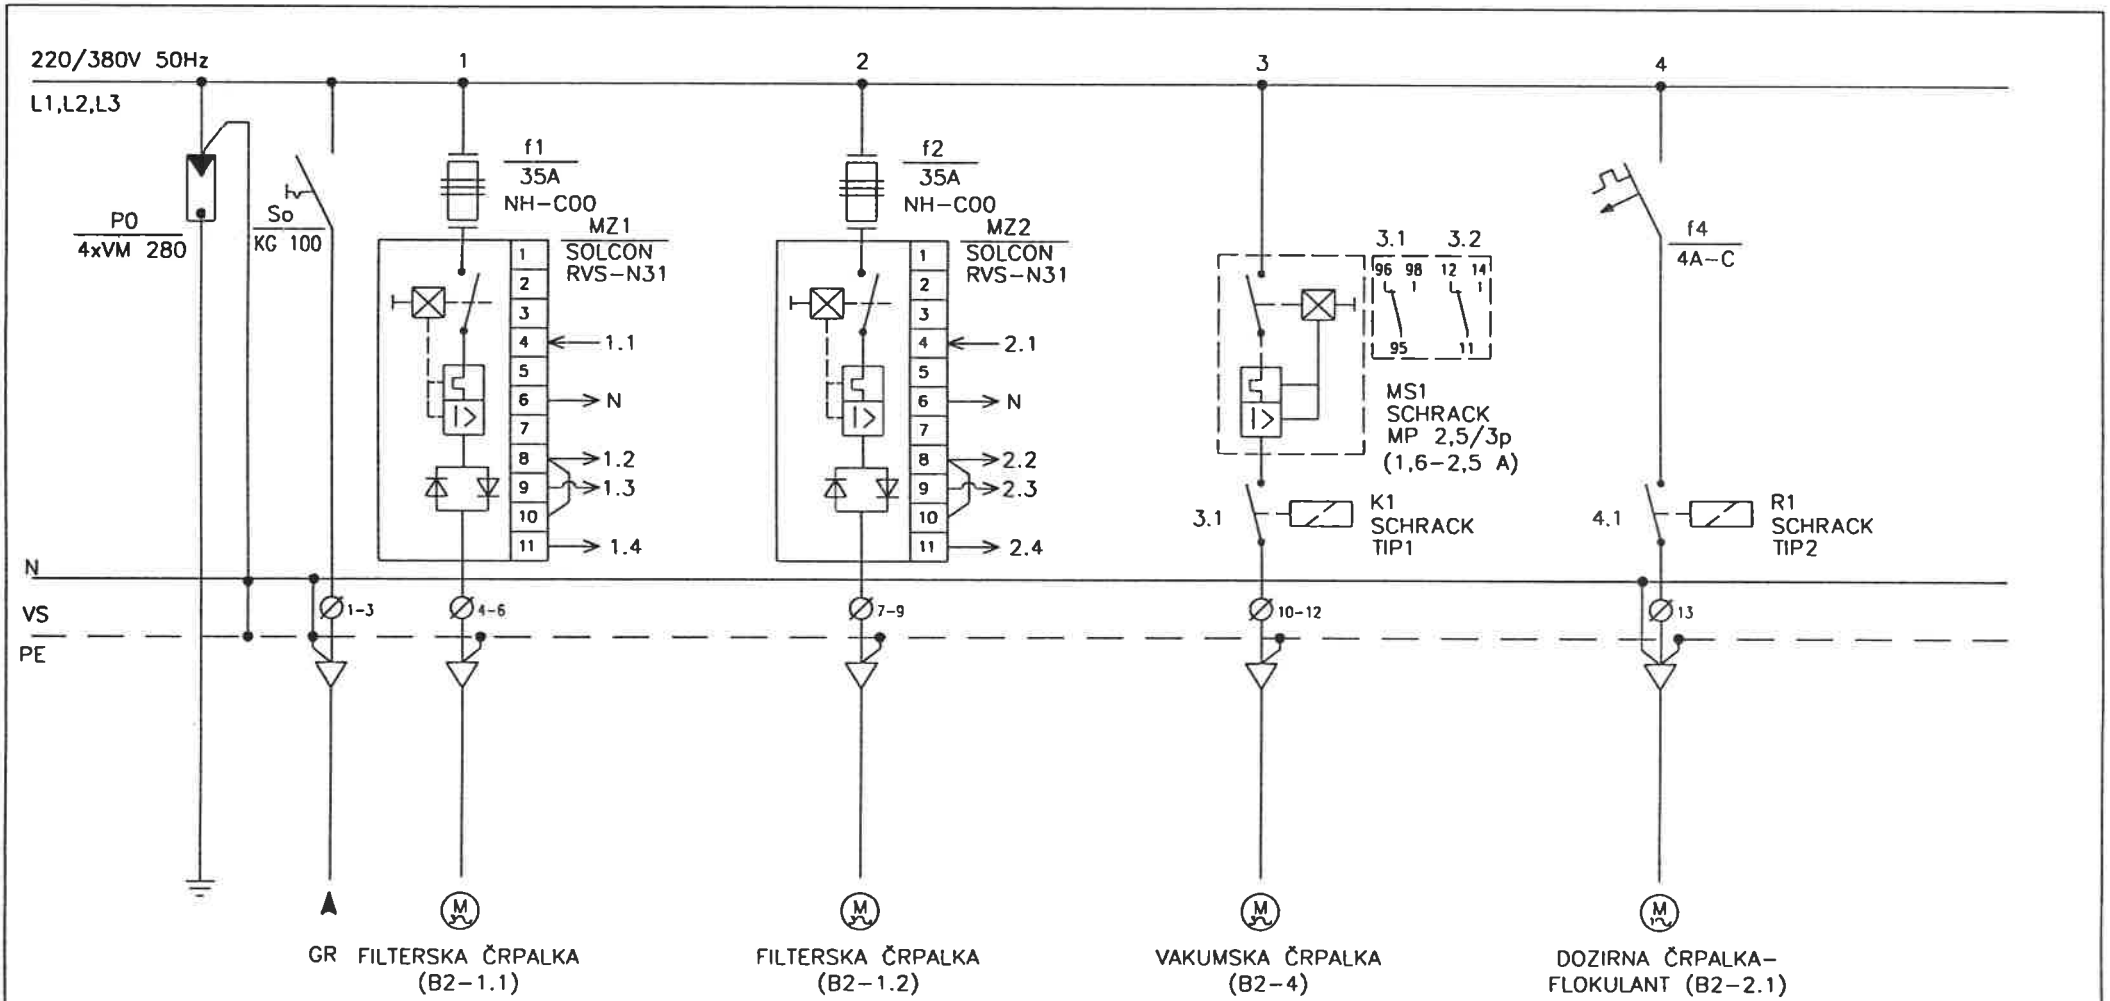 220/380V 50Hz
1
2
3
4
L1,L2,L3
f1
35A
NH-C00
f2
35A
NH-C00
P0
4xVM 280
So
KG 100
MZ1
SOLCON
RVS-N31
MZ2
SOLCON
RVS-N31
f4
4A-C
3.1
3.2
96 98 12 14
95 11
MS1
SCHRACK
MP 2,5/3p
(1,6-2,5 A)
1
2
3
4
5
6
7
8
9
10
11
1.1
N
1.2
1.3
1.4
1
2
3
4
5
6
7
8
9
10
11
2.1
N
2.2
2.3
2.4
3.1
K1
SCHRACK
TIP1
4.1
R1
SCHRACK
TIP2
I>
I>
I>
N
VS
PE
1-3
4-6
7-9
10-12
13
M
M
M
M
GR
FILTERSKA ČRPALKA
(B2-1.1)
FILTERSKA ČRPALKA
(B2-1.2)
VAKUMSKA ČRPALKA
(B2-4)
DOZIRNA ČRPALKA-
FLOKULANT (B2-2.1)